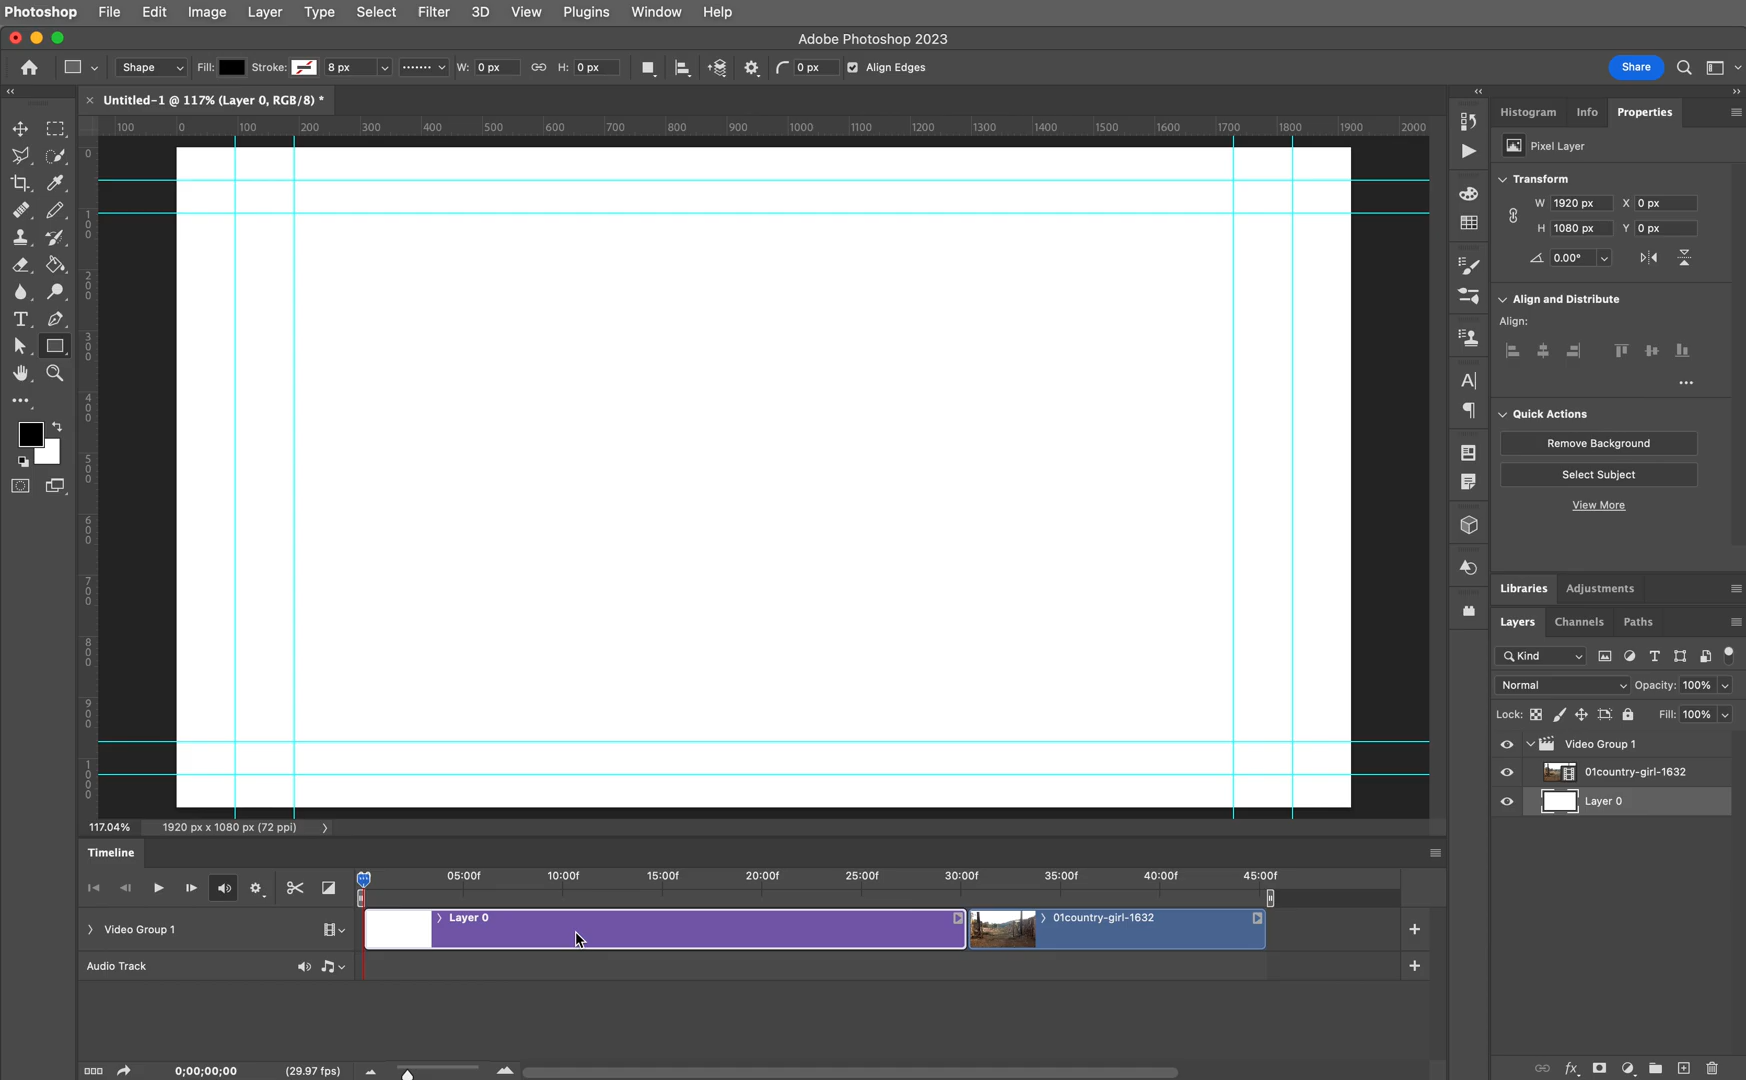 Photoshop File Edit Image Layer Type Select Filter 3D View Plugins Window Help
Adobe Photoshop 2023
Shape Fill: Stroke: 8 px W: 0 px H: 0 px 0 px Align Edges Share
Untitled-1 @ 117% (Layer 0, RGB/8) *
Histogram Info Properties
100 0 100 200 300 400 500 600 700 800 900 1000 1100 1200 1300 1400 1500 1600 1700 1800 1900 2000
0
100
200
300
400
500
600
700
800
900
1000
Pixel Layer
Transform
W 1920 px X 0 px
H 1080 px Y 0 px
0.00°
Align and Distribute
Align:
Quick Actions
Remove Background
Select Subject
View More
Libraries Adjustments
Layers Channels Paths
Kind
Normal Opacity: 100%
Lock: Fill: 100%
Video Group 1
01country-girl-1632
Layer 0
117.04% 1920 px x 1080 px (72 ppi)
Timeline
05:00f 10:00f 15:00f 20:00f 25:00f 30:00f 35:00f 40:00f 45:00f
Video Group 1 Layer 0 01country-girl-1632
Audio Track
0;00;00;00 (29.97 fps)